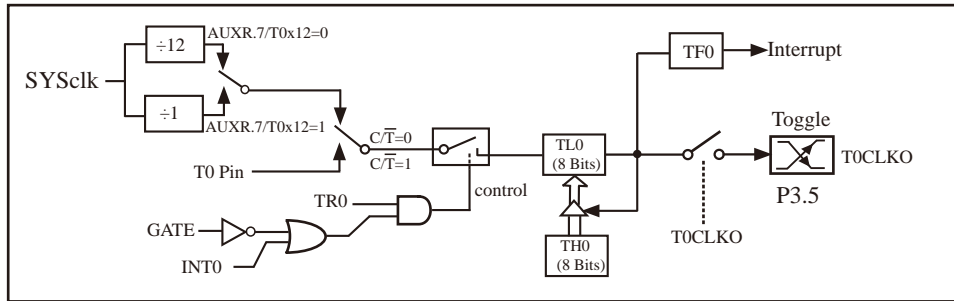 AUXR.7/T0x12=0
÷12
SYSclk
÷1
AUXR.7/T0x12=1
C/T̅=0
C/T̅=1
T0 Pin
TR0
GATE
INT0
control
TL0
(8 Bits)
TH0
(8 Bits)
TF0
Interrupt
Toggle
T0CLKO
P3.5
T0CLKO